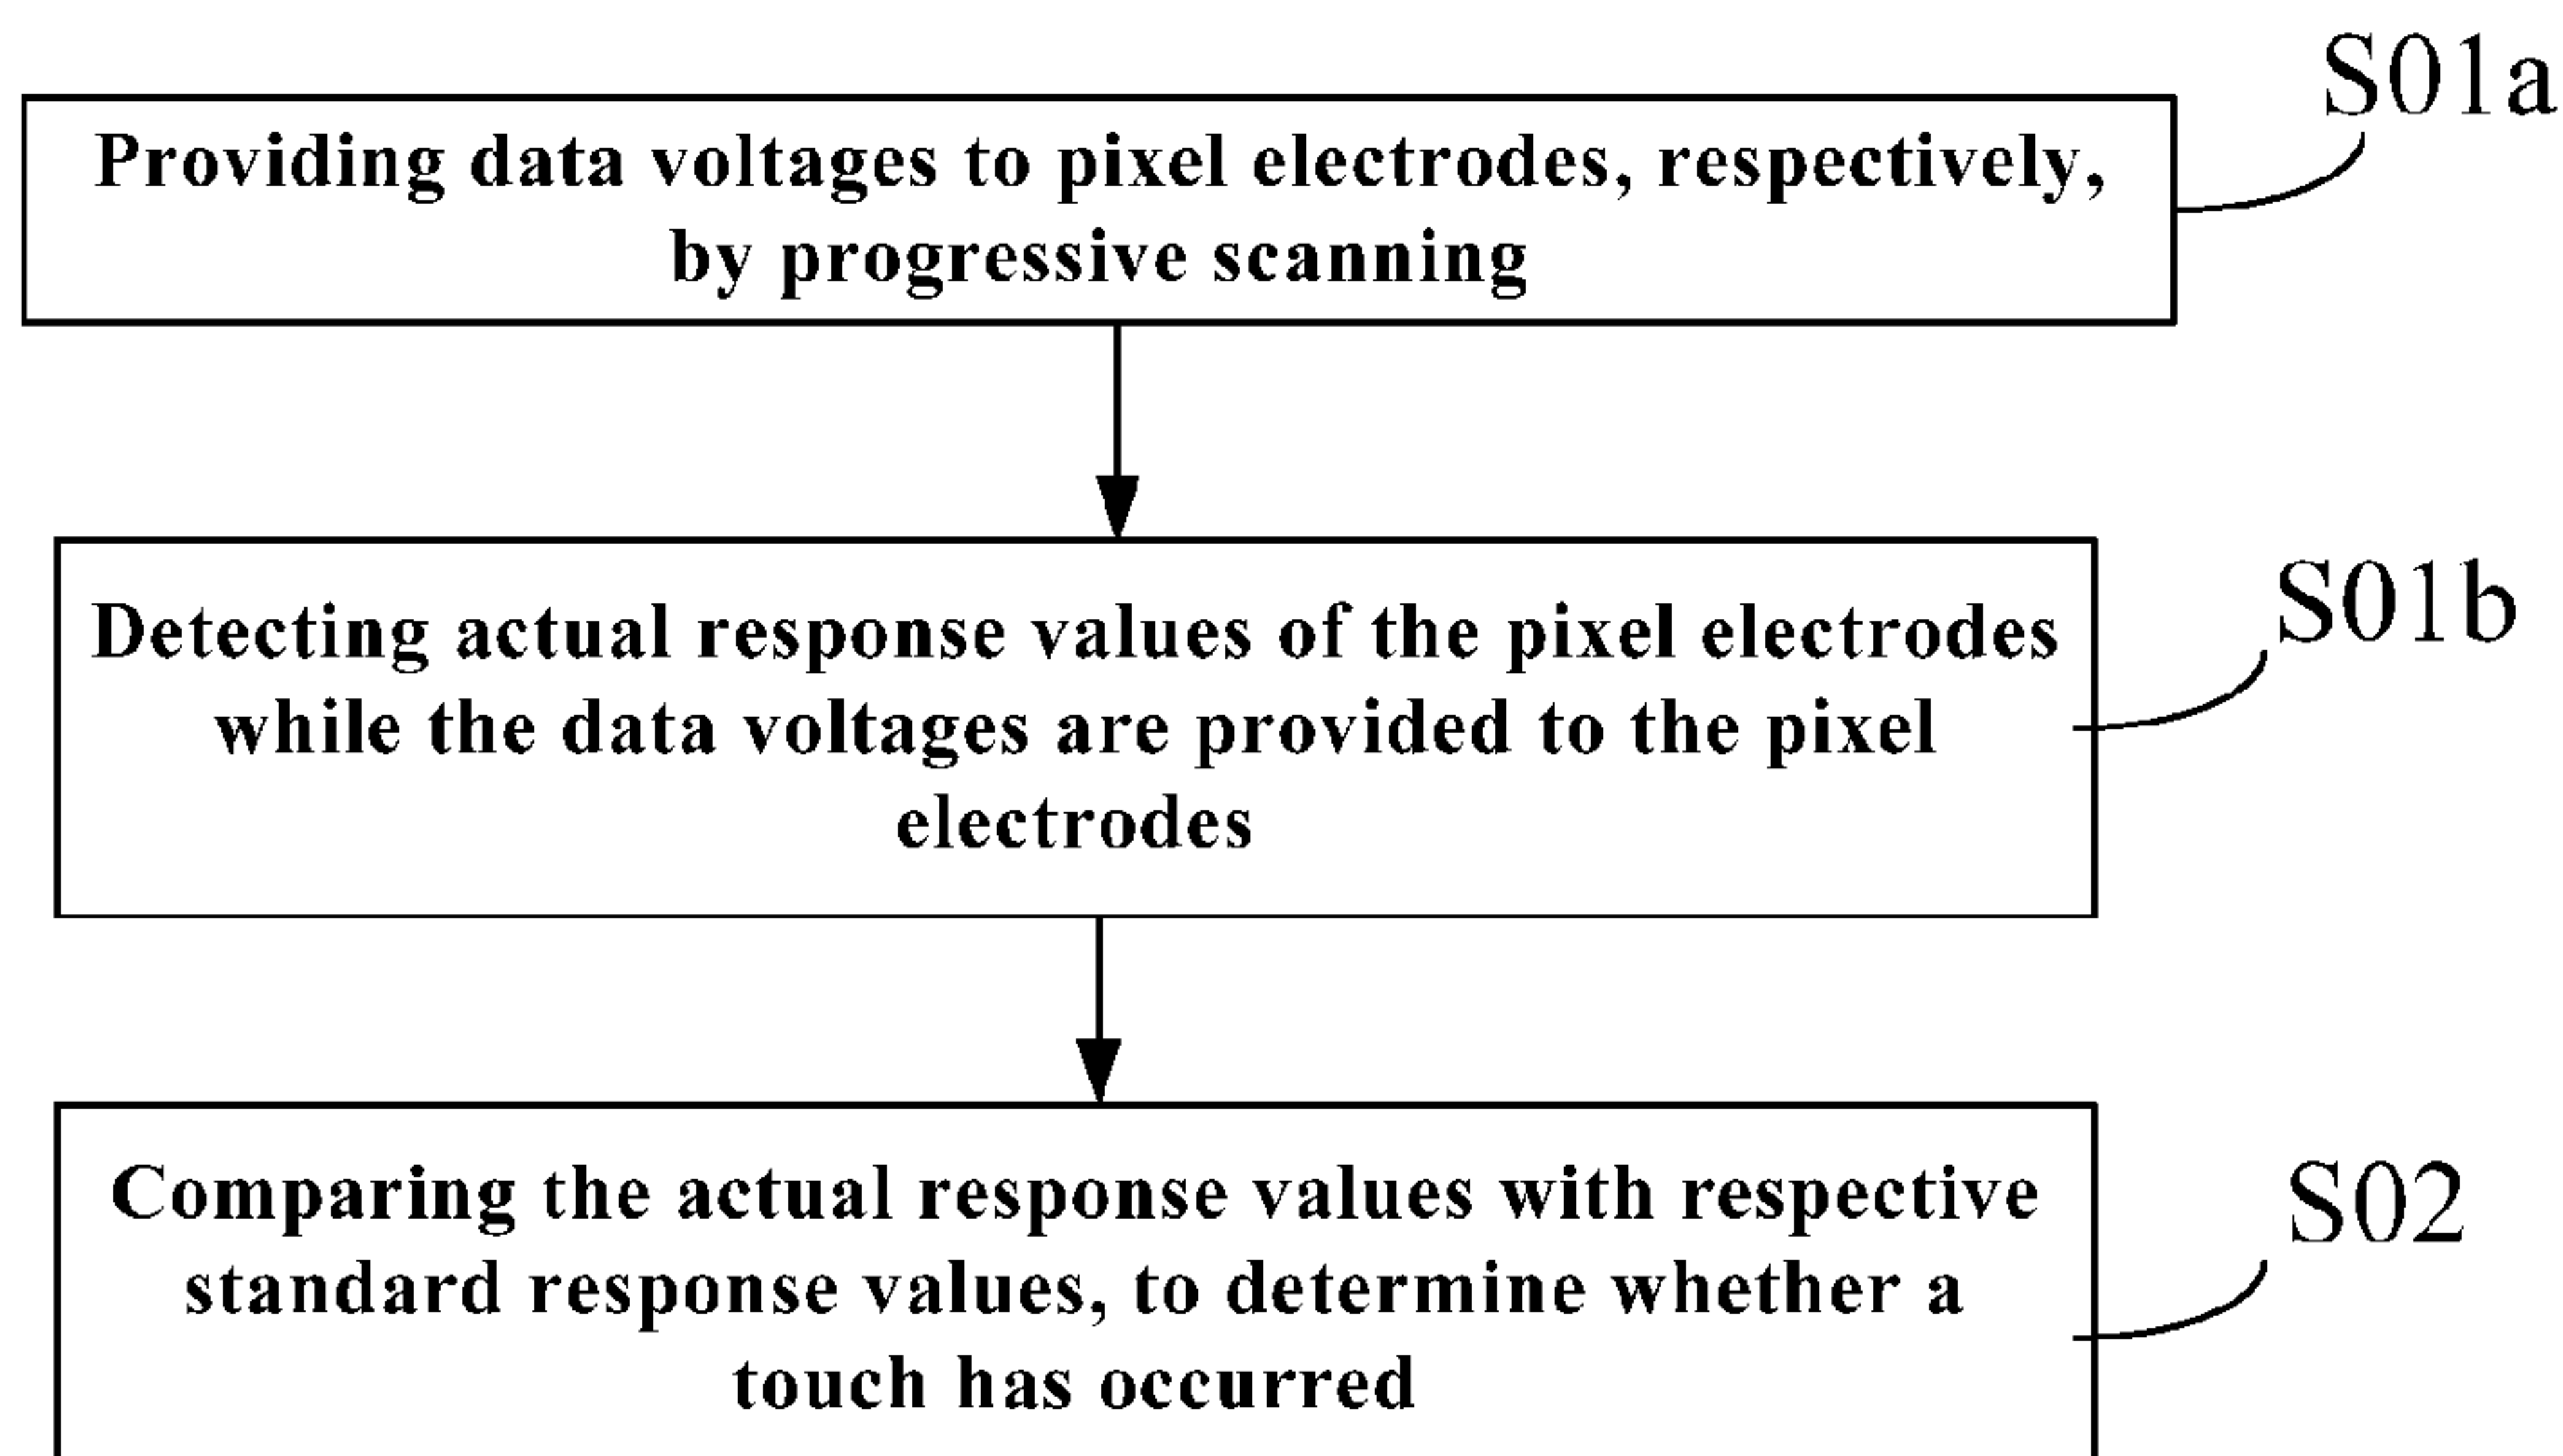 S01a
Providing data voltages to pixel electrodes, respectively,
by progressive scanning
S01b
Detecting actual response values of the pixel electrodes
while the data voltages are provided to the pixel
electrodes
S02
Comparing the actual response values with respective
standard response values, to determine whether a
touch has occurred